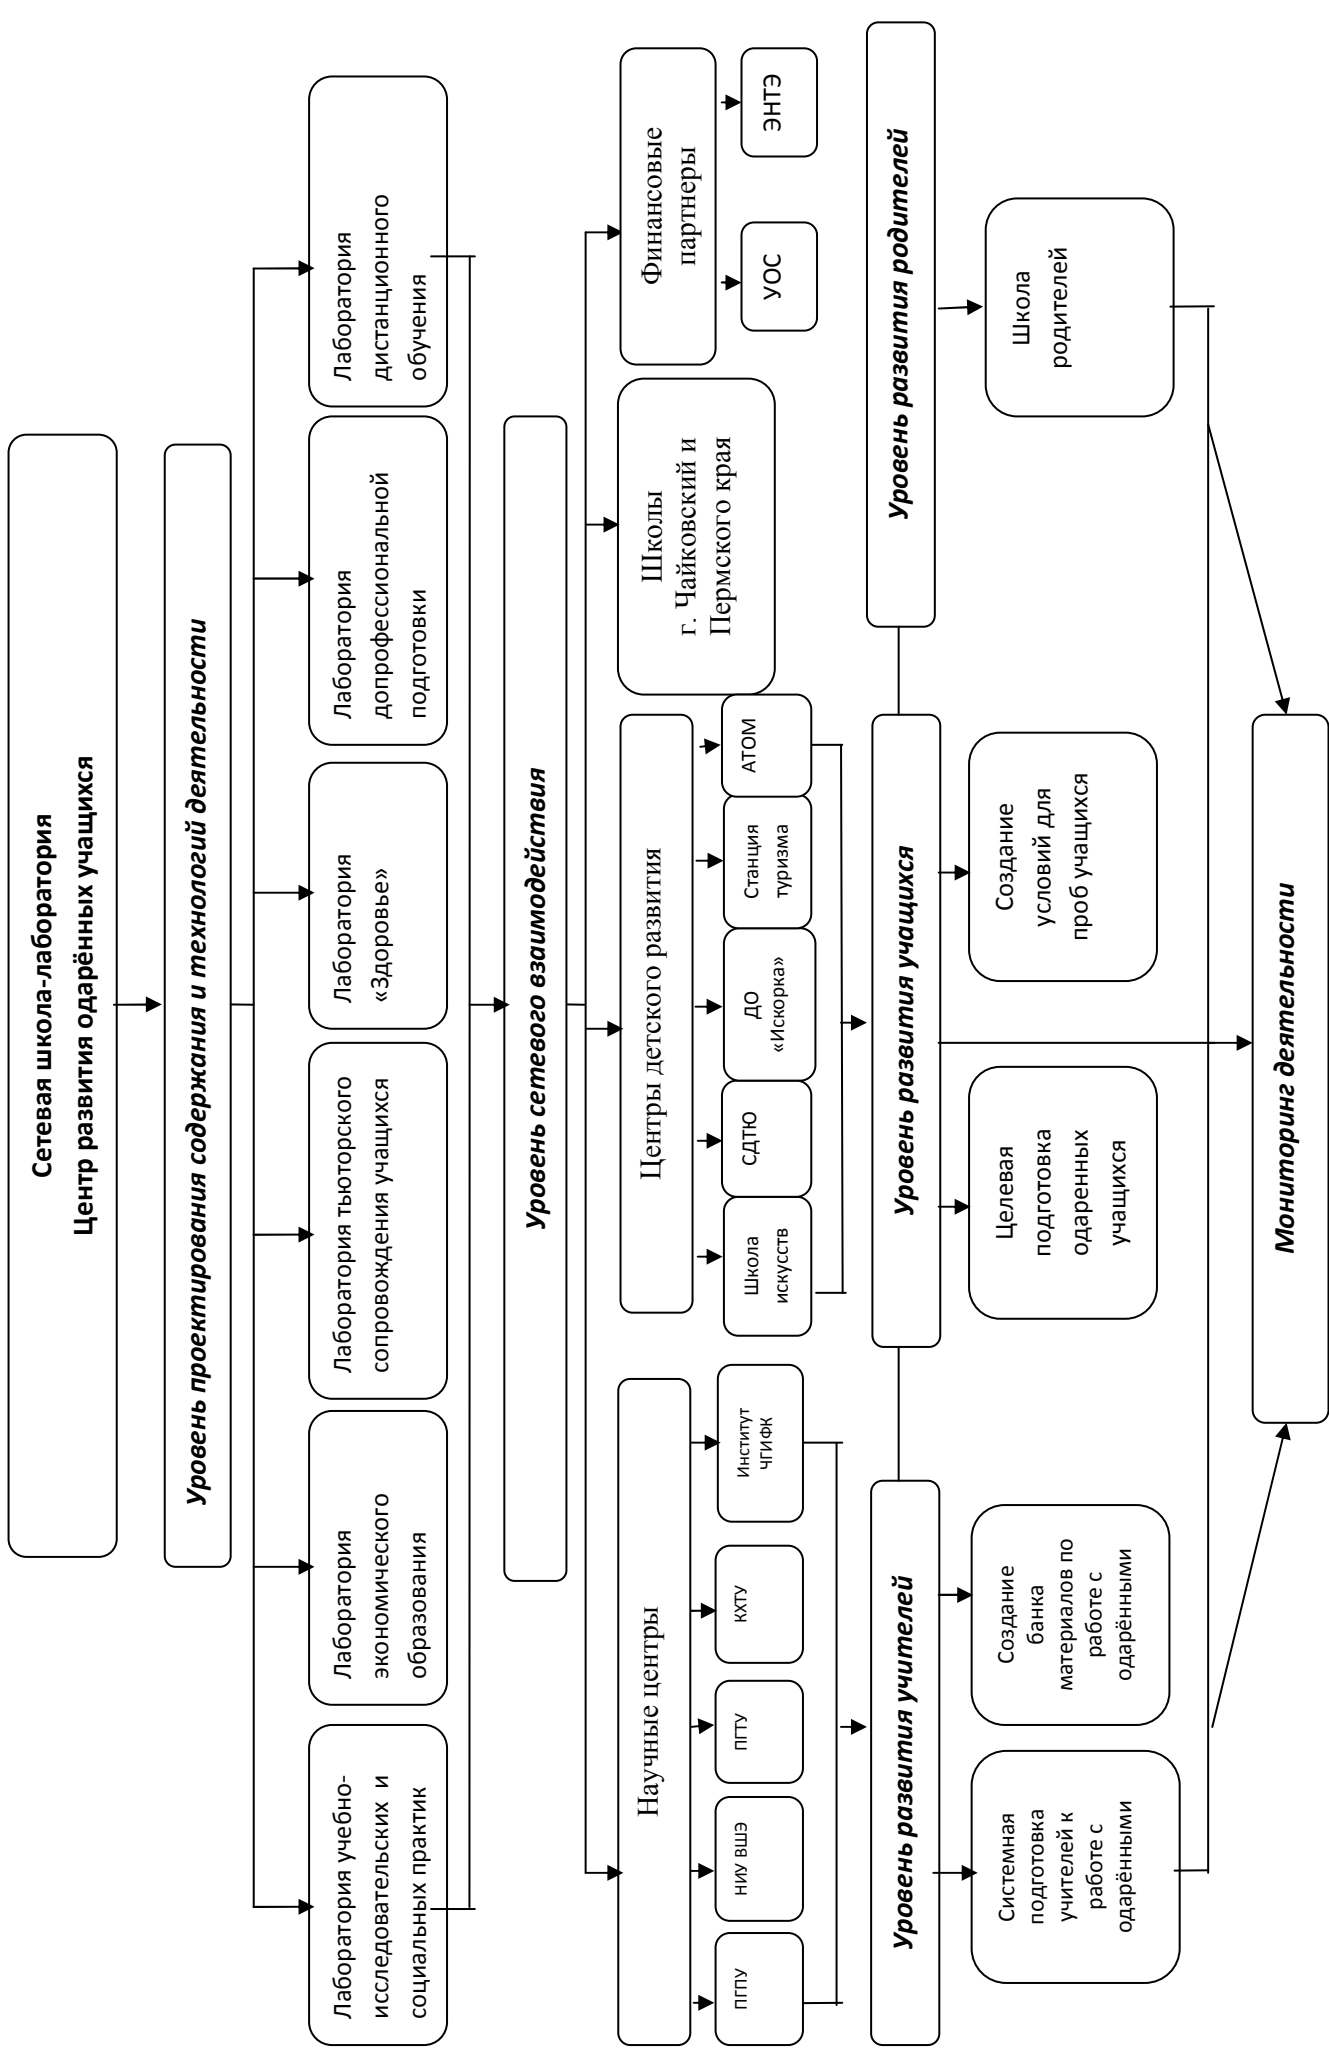 Сетевая школа-лаборатория
Центр развития одарённых учащихся
Уровень проектирования содержания и технологий деятельности
Лаборатория учебно-
исследовательских и
социальных практик
Лаборатория
экономического
образования
Лаборатория тьюторского
сопровождения учащихся
Лаборатория
«Здоровье»
Лаборатория
допрофессиональной
подготовки
Лаборатория
дистанционного
обучения
Уровень сетевого взаимодействия
Научные центры
Центры детского развития
Школы
г. Чайковский и
Пермского края
Финансовые
партнеры
ПГПУ
НИУ ВШЭ
ПГТУ
КХТУ
Институт
ЧГИФК
Школа
искусств
СДТЮ
ДО
«Искорка»
Станция
туризма
АТОМ
УОС
ЭНТЭ
Уровень развития учителей
Уровень развития учащихся
Уровень развития родителей
Системная
подготовка
учителей к
работе с
одарёнными
Создание
банка
материалов по
работе с
одарёнными
Целевая
подготовка
одаренных
учащихся
Создание
условий для
проб учащихся
Школа
родителей
Мониторинг деятельности